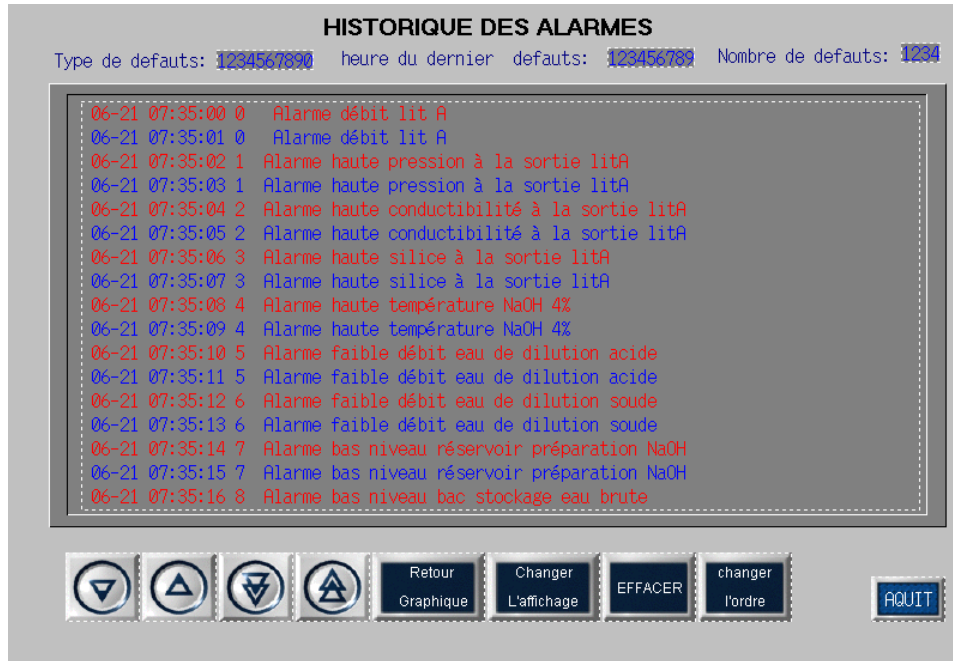 HISTORIQUE DES ALARMES
Type de defauts: 1234567890 heure du dernier defauts: 123456789 Nombre de defauts: 1234
06-21 07:35:00 0 Alarme débit lit A
06-21 07:35:01 0 Alarme débit lit A
06-21 07:35:02 1 Alarme haute pression à la sortie litA
06-21 07:35:03 1 Alarme haute pression à la sortie litA
06-21 07:35:04 2 Alarme haute conductibilité à la sortie litA
06-21 07:35:05 2 Alarme haute conductibilité à la sortie litA
06-21 07:35:06 3 Alarme haute silice à la sortie litA
06-21 07:35:07 3 Alarme haute silice à la sortie litA
06-21 07:35:08 4 Alarme haute température NaOH 4%
06-21 07:35:09 4 Alarme haute température NaOH 4%
06-21 07:35:10 5 Alarme faible débit eau de dilution acide
06-21 07:35:11 5 Alarme faible débit eau de dilution acide
06-21 07:35:12 6 Alarme faible débit eau de dilution soude
06-21 07:35:13 6 Alarme faible débit eau de dilution soude
06-21 07:35:14 7 Alarme bas niveau réservoir préparation NaOH
06-21 07:35:15 7 Alarme bas niveau réservoir préparation NaOH
06-21 07:35:16 8 Alarme bas niveau bac stockage eau brute
Retour
Graphique
Changer
L'affichage
EFFACER
changer
l'ordre
AQUIT